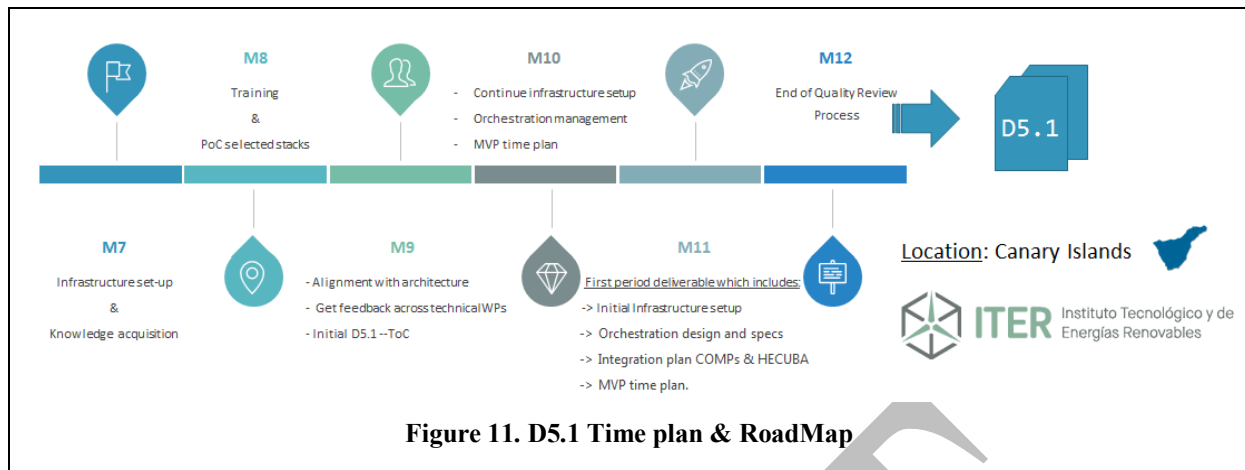 M8
Training
&
PoC selected stacks
M10
- Continue infrastructure setup
- Orchestration management
- MVP time plan
M12
End of Quality Review
Process
D5.1
M7
Infrastructure set-up
&
Knowledge acquisition
M9
- Alignment with architecture
- Get feedback across technical WPs
- Initial D5.1 --ToC
M11
First period deliverable which includes:
-> Initial Infrastructure setup
-> Orchestration design and specs
-> Integration plan COMPs & HECUBA
-> MVP time plan.
Location: Canary Islands
ITER
Instituto Tecnológico y de
Energías Renovables
Figure 11. D5.1 Time plan & RoadMap